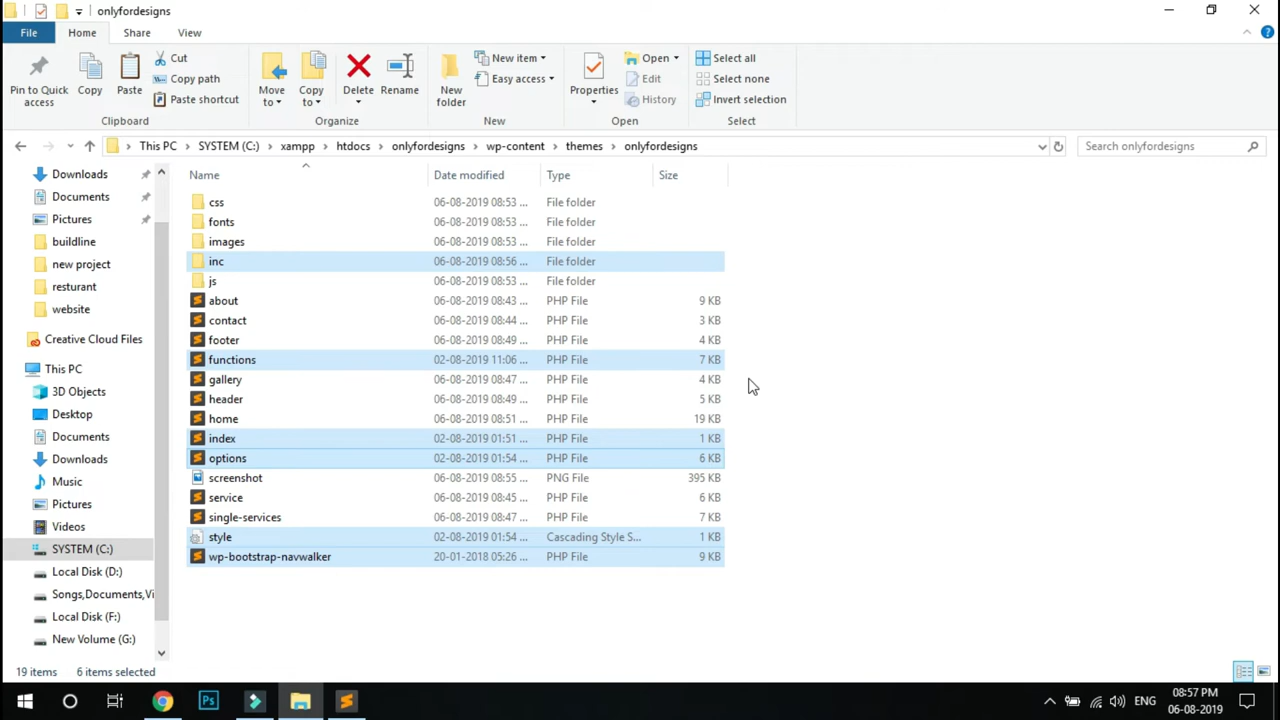 onlyfordesigns
File Home Share View
Pin to Quick access
Copy
Paste
Cut
Copy path
Paste shortcut
Move to
Copy to
Delete
Rename
New folder
New item
Easy access
Properties
Open
Edit
History
Select all
Select none
Invert selection
Clipboard Organize New Open Select
This PC SYSTEM (C:) xampp htdocs onlyfordesigns wp-content themes onlyfordesigns
Search onlyfordesigns
Downloads
Documents
Pictures
buildline
new project
resturant
website
Creative Cloud Files
This PC
3D Objects
Desktop
Documents
Downloads
Music
Pictures
Videos
SYSTEM (C:)
Local Disk (D:)
Songs,Documents,Vi
Local Disk (F:)
New Volume (G:)
Name Date modified Type Size
css 06-08-2019 08:53 ... File folder
fonts 06-08-2019 08:53 ... File folder
images 06-08-2019 08:53 ... File folder
inc 06-08-2019 08:56 ... File folder
js 06-08-2019 08:53 ... File folder
about 06-08-2019 08:43 ... PHP File 9 KB
contact 06-08-2019 08:44 ... PHP File 3 KB
footer 06-08-2019 08:49 ... PHP File 4 KB
functions 02-08-2019 11:06 ... PHP File 7 KB
gallery 06-08-2019 08:47 ... PHP File 4 KB
header 06-08-2019 08:49 ... PHP File 5 KB
home 06-08-2019 08:51 ... PHP File 19 KB
index 02-08-2019 01:51 ... PHP File 1 KB
options 02-08-2019 01:54 ... PHP File 6 KB
screenshot 06-08-2019 08:55 ... PNG File 395 KB
service 06-08-2019 08:45 ... PHP File 6 KB
single-services 06-08-2019 08:47 ... PHP File 7 KB
style 02-08-2019 01:54 ... Cascading Style S... 1 KB
wp-bootstrap-navwalker 20-01-2018 05:26 ... PHP File 9 KB
19 items 6 items selected
Ps
ENG
08:57 PM
06-08-2019